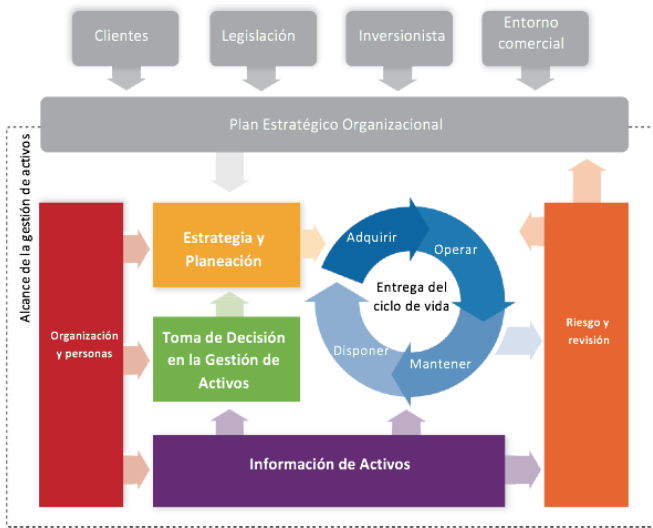 Clientes
Legislación
Inversionista
Entorno
comercial
Plan Estratégico Organizacional
Alcance de la gestión de activos
Estrategia y
Planeación
Adquirir
Operar
Entrega del
ciclo de vida
Organización
y personas
Toma de Decisión
en la Gestión de
Activos
Disponer
Mantener
Riesgo y
revisión
Información de Activos